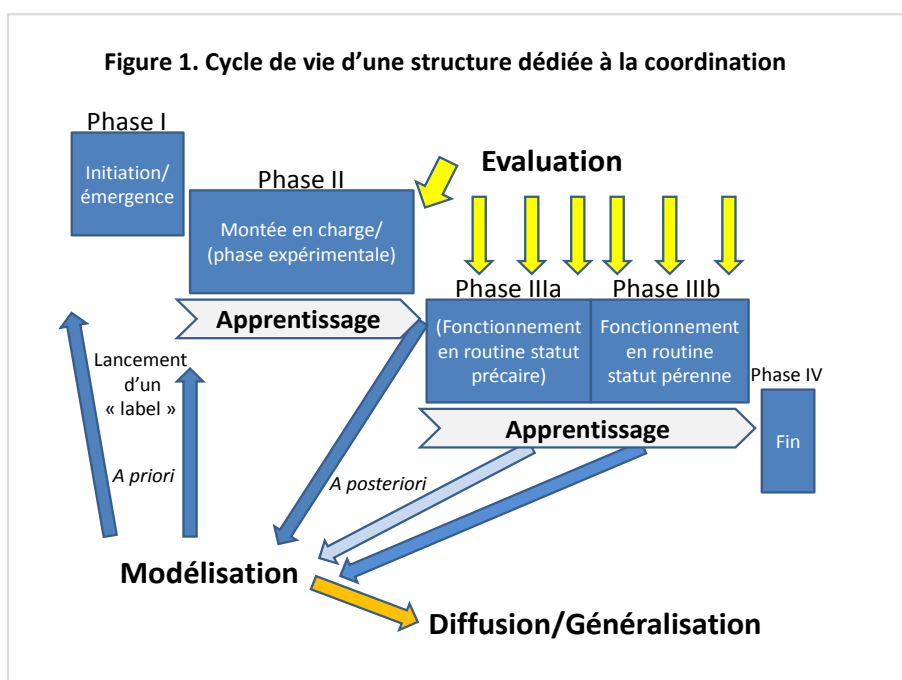 Figure 1. Cycle de vie d’une structure dédiée à la coordination
Phase I
Initiation/
émergence
Phase II
Montée en charge/
(phase expérimentale)
Evaluation
Apprentissage
Phase IIIa
(Fonctionnement
en routine statut
précaire)
Phase IIIb
Fonctionnement
en routine
statut pérenne
Phase IV
Fin
Apprentissage
Lancement
d’un
« label »
A priori
A posteriori
Modélisation
Diffusion/Généralisation